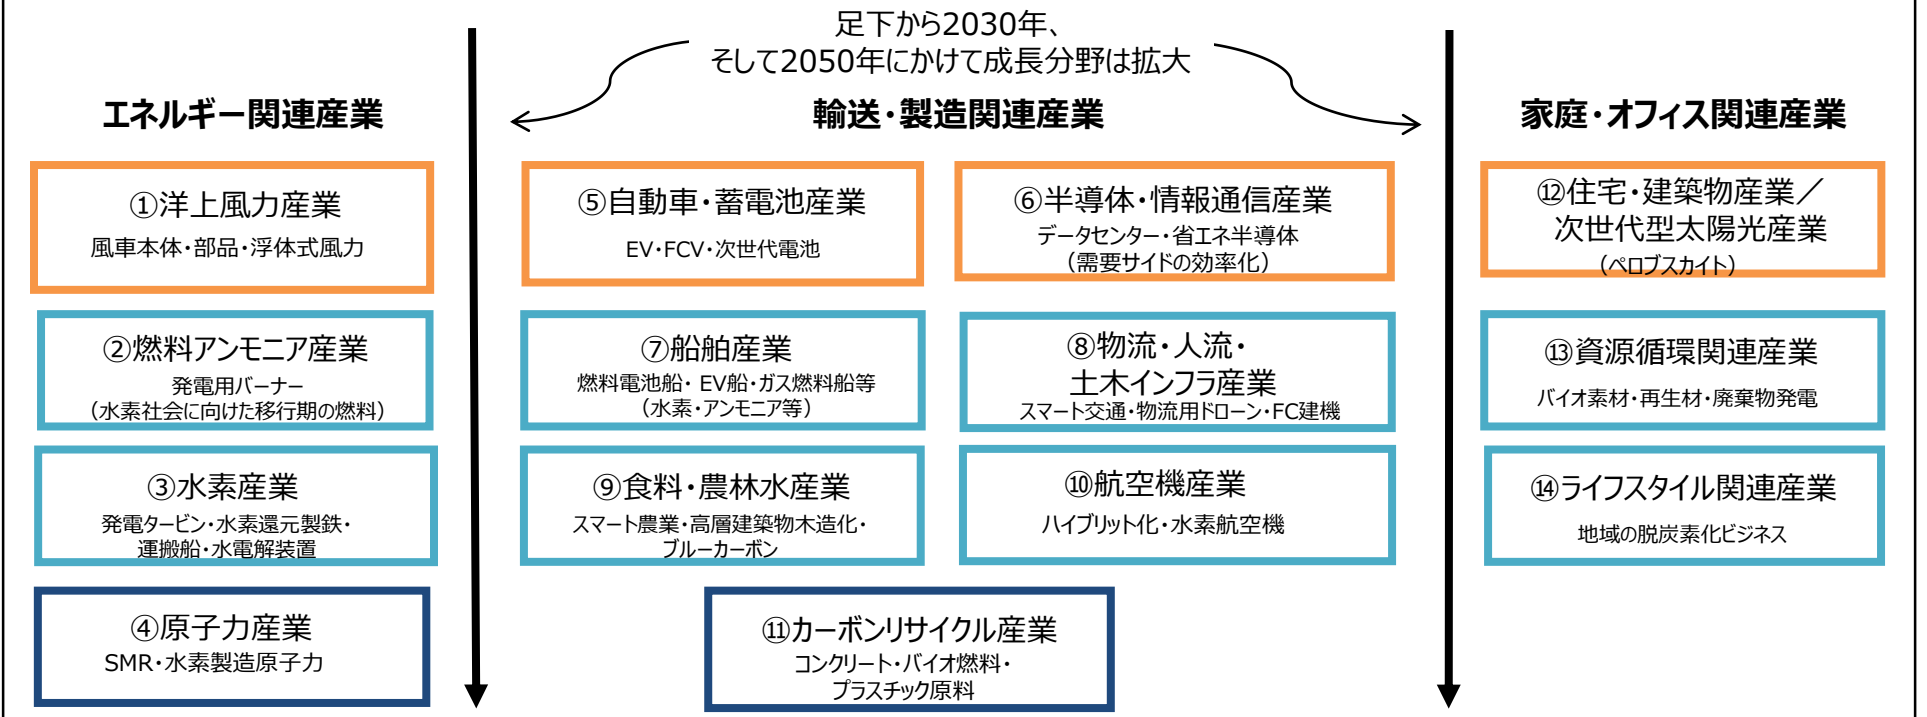 足下から2030年、
そして2050年にかけて成長分野は拡大
エネルギー関連産業
輸送・製造関連産業
家庭・オフィス関連産業
①洋上風力産業
風車本体・部品・浮体式風力
②燃料アンモニア産業
発電用バーナー
（水素社会に向けた移行期の燃料）
③水素産業
発電タービン・水素還元製鉄・
運搬船・水電解装置
④原子力産業
SMR・水素製造原子力
⑤自動車・蓄電池産業
EV・FCV・次世代電池
⑥半導体・情報通信産業
データセンター・省エネ半導体
（需要サイドの効率化）
⑦船舶産業
燃料電池船・EV船・ガス燃料船等
（水素・アンモニア等）
⑧物流・人流・
土木インフラ産業
スマート交通・物流用ドローン・FC建機
⑨食料・農林水産業
スマート農業・高層建築物木造化・
ブルーカーボン
⑩航空機産業
ハイブリット化・水素航空機
⑪カーボンリサイクル産業
コンクリート・バイオ燃料・
プラスチック原料
⑫住宅・建築物産業／
次世代型太陽光産業
（ペロブスカイト）
⑬資源循環関連産業
バイオ素材・再生材・廃棄物発電
⑭ライフスタイル関連産業
地域の脱炭素化ビジネス